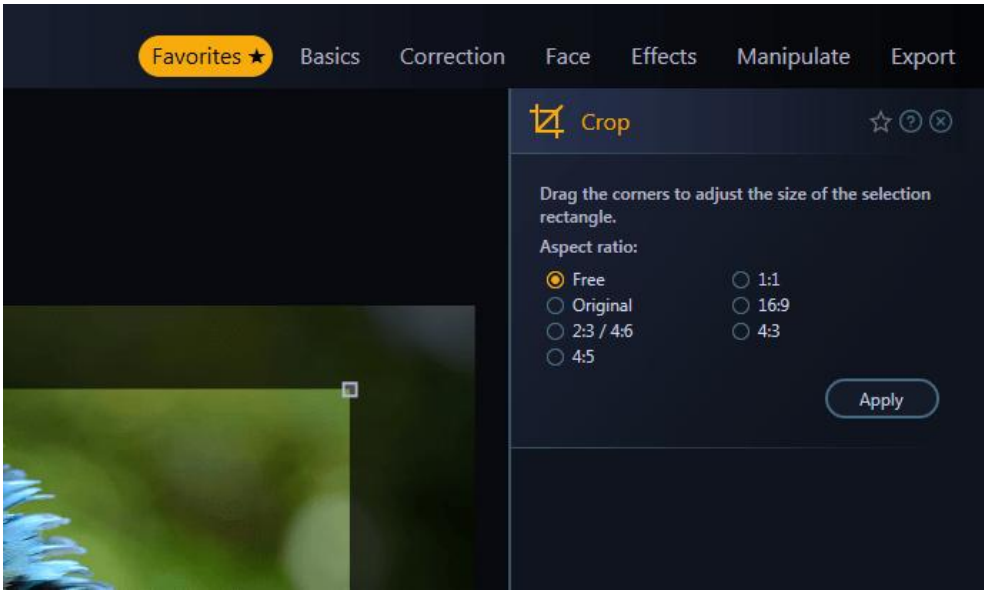 Favorites ★ Basics Correction Face Effects Manipulate Export
Crop
Drag the corners to adjust the size of the selection
rectangle.
Aspect ratio:
Free 1:1
Original 16:9
2:3 / 4:6 4:3
4:5
Apply